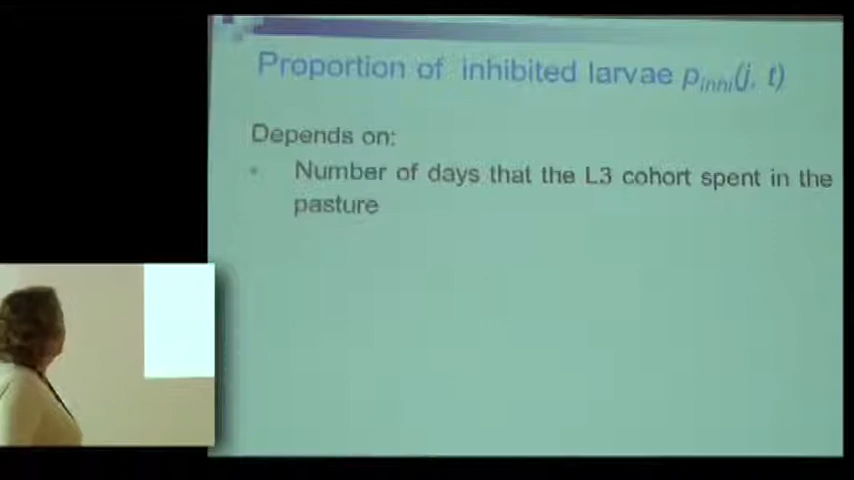 Proportion of inhibited larvae p_inhi(j, t)
Depends on:
• Number of days that the L3 cohort spent in the
pasture